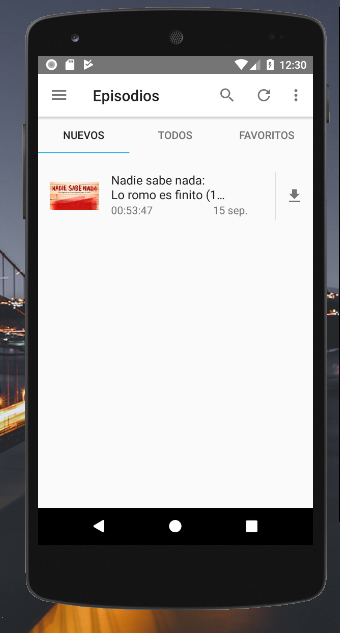 12:30
Episodios
NUEVOS TODOS FAVORITOS
NADIE SABE NADA
Nadie sabe nada:
Lo romo es finito (1...
00:53:47 15 sep.